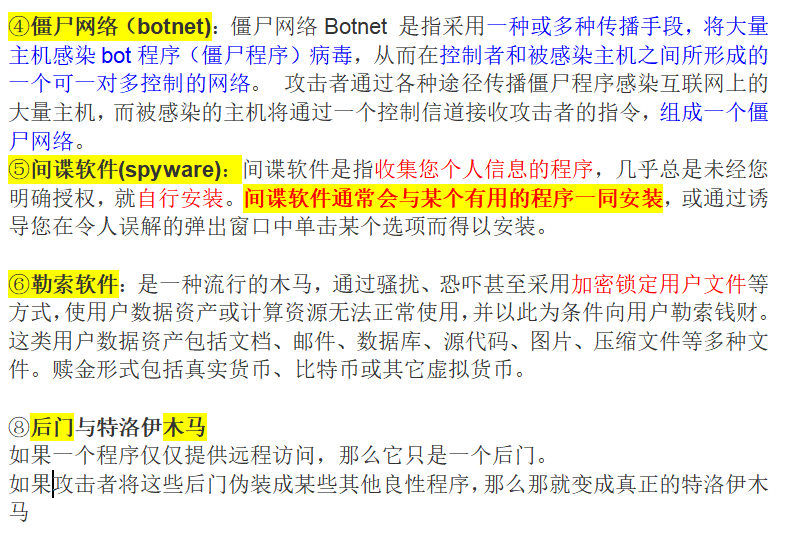 ④僵尸网络（botnet)：僵尸网络 Botnet 是指采用一种或多种传播手段，将大量
主机感染 bot 程序（僵尸程序）病毒，从而在控制者和被感染主机之间所形成的
一个可一对多控制的网络。 攻击者通过各种途径传播僵尸程序感染互联网上的
大量主机，而被感染的主机将通过一个控制信道接收攻击者的指令，组成一个僵
尸网络。
⑤间谍软件(spyware)：间谍软件是指收集您个人信息的程序，几乎总是未经您
明确授权，就自行安装。间谍软件通常会与某个有用的程序一同安装，或通过诱
导您在令人误解的弹出窗口中单击某个选项而得以安装。
⑥勒索软件：是一种流行的木马，通过骚扰、恐吓甚至采用加密锁定用户文件等
方式，使用户数据资产或计算资源无法正常使用，并以此为条件向用户勒索钱财。
这类用户数据资产包括文档、邮件、数据库、源代码、图片、压缩文件等多种文
件。赎金形式包括真实货币、比特币或其它虚拟货币。
⑧后门与特洛伊木马
如果一个程序仅仅提供远程访问，那么它只是一个后门。
如果攻击者将这些后门伪装成某些其他良性程序，那么那就变成真正的特洛伊木
马